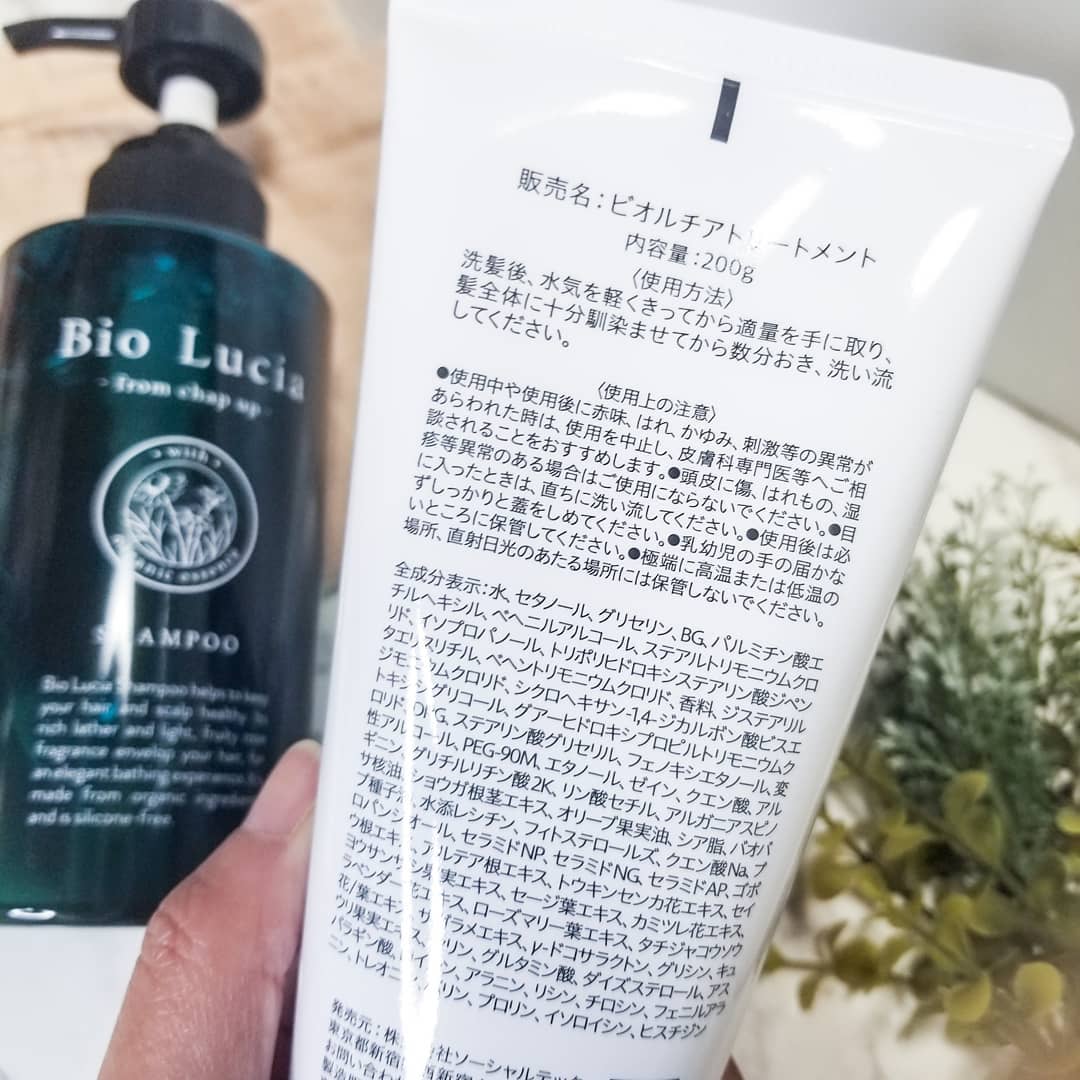 Bio Lucia
- from chap up -
with
organic essence
SHAMPOO
Bio Lucia Shampoo helps to keep
your hair and scalp healthy. Its
rich lather and light, fruity
fragrance envelop your hair, for
an elegant bathing experience.
made from organic ingredients
and is silicone-free.
販売名：ビオルチアトリートメント
内容量：200g
〈使用方法〉
洗髪後、水気を軽くきってから適量を手に取り、
髪全体に十分馴染ませてから数分おき、洗い流
してください。
〈使用上の注意〉
●使用中や使用後に赤味、はれ、かゆみ、刺激等の異常が
あらわれた時は、使用を中止し、皮膚科専門医等へご相
談されることをおすすめします。●頭皮に傷、はれもの、湿
疹等異常のある場合はご使用にならないでください。●目
に入ったときは、直ちに洗い流してください。●使用後は必
ずしっかりと蓋をしめてください。●乳幼児の手の届かな
いところに保管してください。●極端に高温または低温の
場所、直射日光のあたる場所には保管しないでください。
全成分表示：水、セタノール、グリセリン、BG、パルミチン酸エ
チルヘキシル、ベヘニルアルコール、ステアルトリモニウムクロ
リド、イソプロパノール、トリポリヒドロキシステアリン酸ジペン
タエリスリチル、ベヘントリモニウムクロリド、香料、ジステアリル
ジモニウムクロリド、シクロヘキサン-1,4-ジカルボン酸ビスエ
トキシジグリコール、グアーヒドロキシプロピルトリモニウムク
ロリド、DPG、ステアリン酸グリセリル、フェノキシエタノール、変
性アルコール、PEG-90M、エタノール、ゼイン、クエン酸、アル
ギニン、グリチルリチン酸2K、リン酸セチル、アルガニアスピノ
サ核油、ショウガ根茎エキス、オリーブ果実油、シア脂、バオバ
ブ種子油、水添レシチン、フィトステロールズ、クエン酸Na、プ
ロパンジオール、セラミドNP、セラミドNG、セラミドAP、ゴボ
ウ根エキス、アルテア根エキス、トウキンセンカ花エキス、セイ
ヨウサンザシ果実エキス、セージ葉エキス、カミツレ花エキス、
ラベンダー花エキス、ローズマリー葉エキス、タチジャコウソウ
花/葉エキス、サピラメエキス、γ-ドコサラクトン、グリシン、キュ
ウリ果実エキス、セリン、グルタミン酸、ダイズステロール、アス
パラギン酸、ロイシン、アラニン、リシン、チロシン、フェニルアラ
ニン、トレオニン、バリン、プロリン、イソロイシン、ヒスチジン
発売元：株式会社ソーシャルテック
東京都新宿区西新宿
お問い合わ
製造販